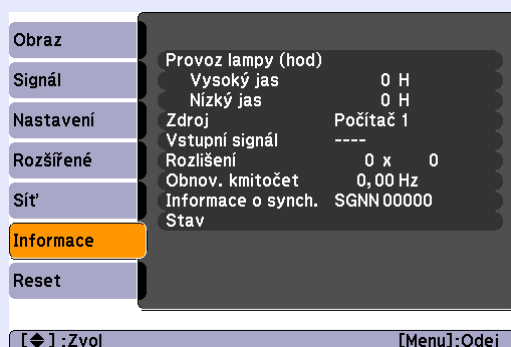 Obraz
Signál
Nastavení
Rozšířené
Síť
Informace
Reset
Provoz lampy (hod)
Vysoký jas 0 H
Nízký jas 0 H
Zdroj Počítač 1
Vstupní signál ----
Rozlišení 0 x 0
Obnov. kmitočet 0,00 Hz
Informace o synch. SGNN 00000
Stav
[◆] :Zvol [Menu]:Odej